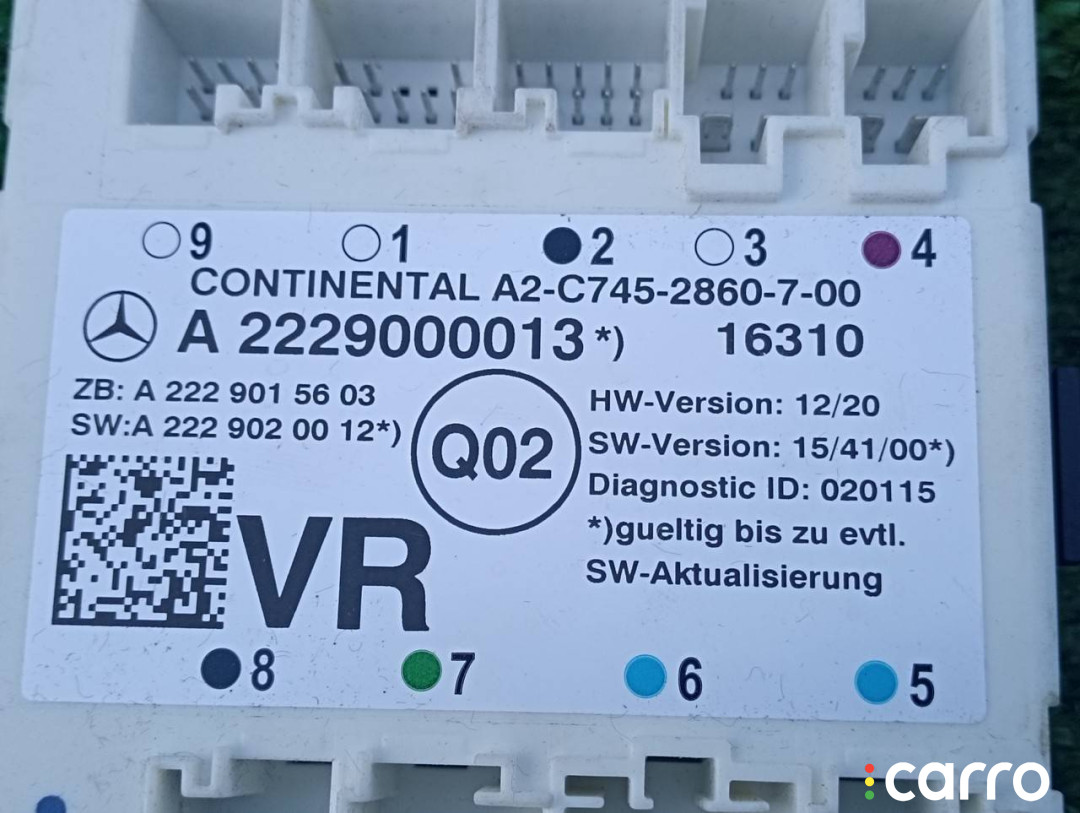 9 1 2 3 4
CONTINENTAL A2-C745-2860-7-00
A 2229000013*) 16310
ZB: A 222 901 56 03
SW:A 222 902 00 12*)
Q02
HW-Version: 12/20
SW-Version: 15/41/00*)
Diagnostic ID: 020115
*)gueltig bis zu evtl.
SW-Aktualisierung
VR
8 7 6 5
carro